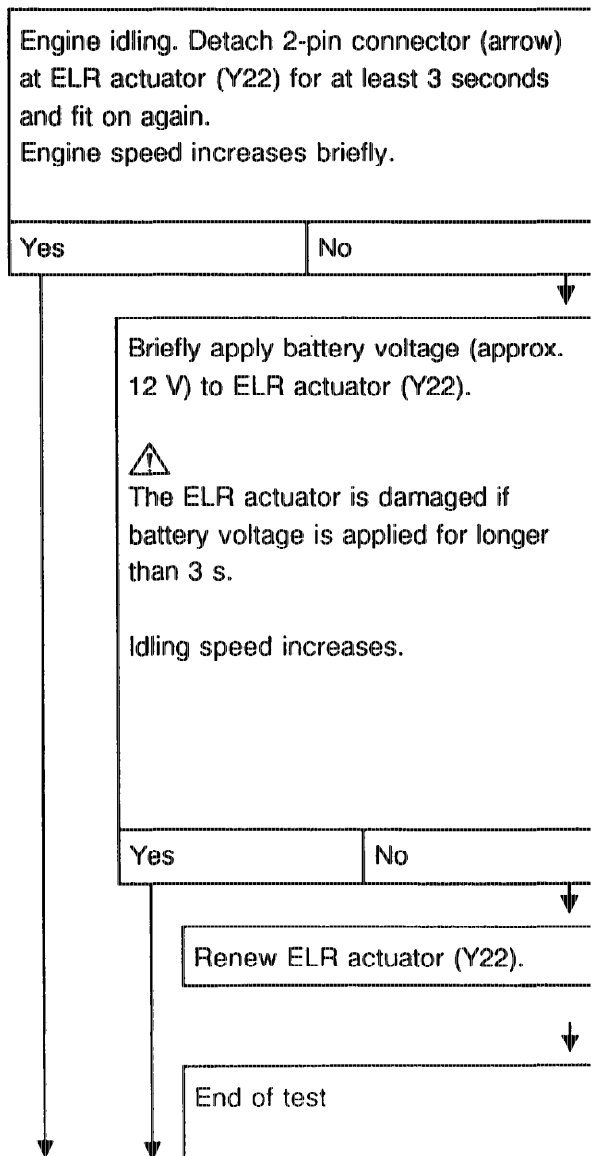 Engine idling. Detach 2-pin connector (arrow)
at ELR actuator (Y22) for at least 3 seconds
and fit on again.
Engine speed increases briefly.
Yes
No
Briefly apply battery voltage (approx.
12 V) to ELR actuator (Y22).
The ELR actuator is damaged if
battery voltage is applied for longer
than 3 s.
Idling speed increases.
Yes
No
Renew ELR actuator (Y22).
End of test